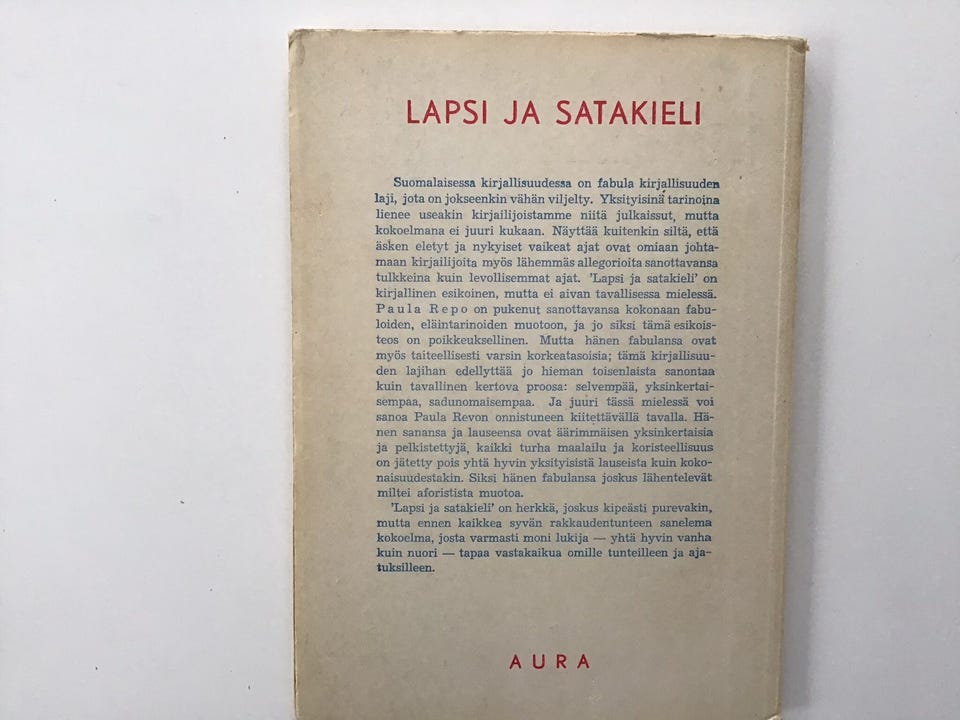 LAPSI JA SATAKIELI
Suomalaisessa kirjallisuudessa on fabula kirjallisuuden
laji, jota on jokseenkin vähän viljelty. Yksityisinä tarinoina
lienee useakin kirjailijoistamme niitä julkaissut, mutta
kokoelmana ei juuri kukaan. Näyttää kuitenkin siltä, että
äsken eletyt ja nykyiset vaikeat ajat ovat omiaan johta-
maan kirjailijoita myös lähemmäs allegorioita sanottavansa
tulkkeina kuin levollisemmat ajat. 'Lapsi ja satakieli' on
kirjallinen esikoinen, mutta ei aivan tavallisessa mielessä.
Paula Repo on pukenut sanottavansa kokonaan fabu-
loiden, eläintarinoiden muotoon, ja jo siksi tämä esikois-
teos on poikkeuksellinen. Mutta hänen fabulansa ovat
myös taiteellisesti varsin korkeatasoisia; tämä kirjallisuu-
den lajihan edellyttää jo hieman toisenlaista sanontaa
kuin tavallinen kertova proosa: selvempää, yksinkertai-
sempaa, sadunomaisempaa. Ja juuri tässä mielessä voi
sanoa Paula Revon onnistuneen kiitettävällä tavalla. Hä-
nen sanansa ja lauseensa ovat äärimmäisen yksinkertaisia
ja pelkistettyjä, kaikki turha maalailu ja koristeellisuus
on jätetty pois yhtä hyvin yksityisistä lauseista kuin koko-
naisuudestakin. Siksi hänen fabulansa joskus lähentelevät
miltei aforistista muotoa.
'Lapsi ja satakieli' on herkkä, joskus kipeästi purevakin,
mutta ennen kaikkea syvän rakkaudentunteen sanelema
kokoelma, josta varmasti moni lukija — yhtä hyvin vanha
kuin nuori — tapaa vastakaikua omille tunteilleen ja aja-
tuksilleen.
AURA